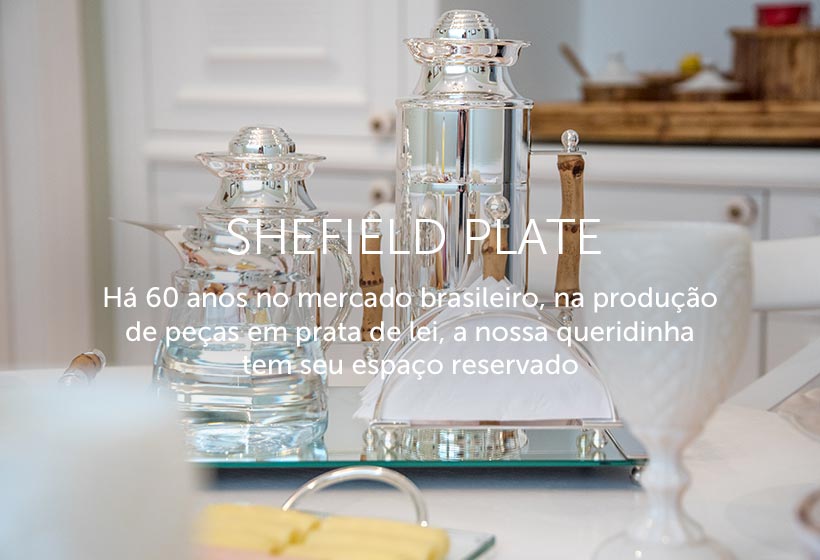 SHEFIELD PLATE
Há 60 anos no mercado brasileiro, na produção
de peças em prata de lei, a nossa queridinha
tem seu espaço reservado